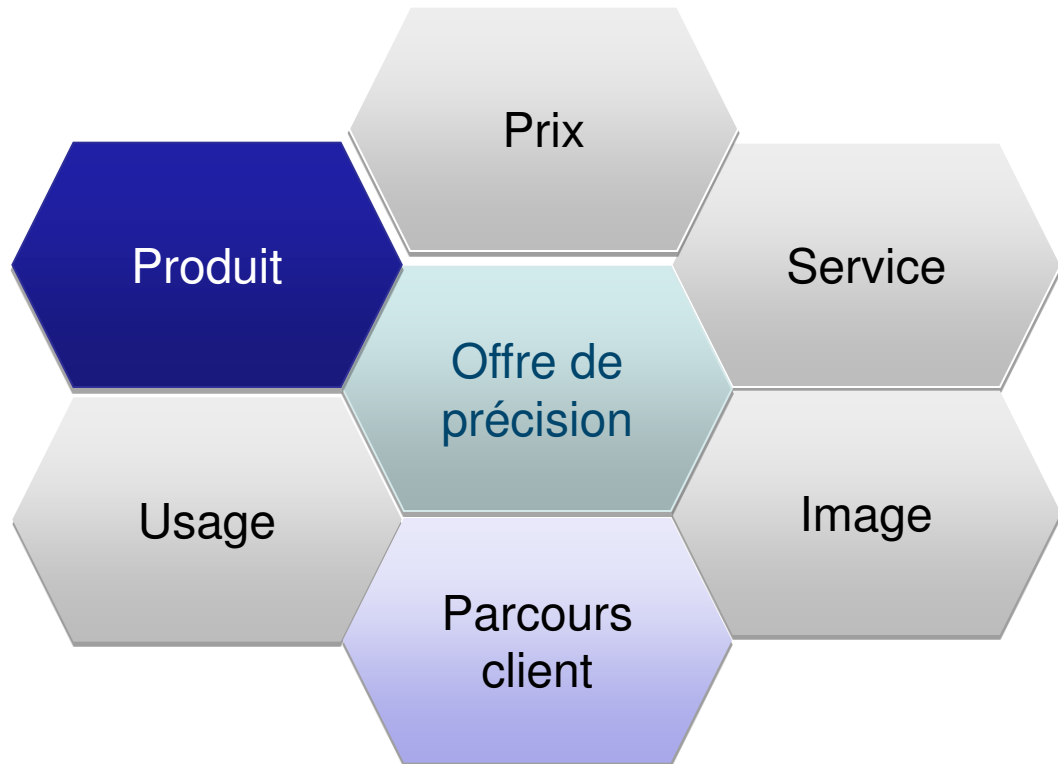 Prix
Produit
Service
Offre de
précision
Usage
Image
Parcours
client